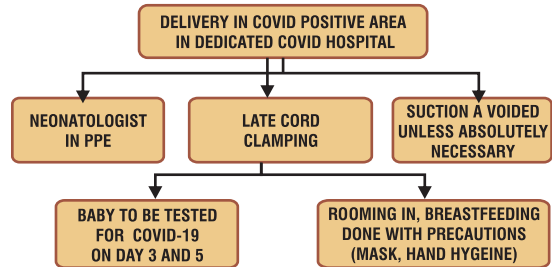 DELIVERY IN COVID POSITIVE AREA
IN DEDICATED COVID HOSPITAL
NEONATOLOGIST
IN PPE
LATE CORD
CLAMPING
SUCTION A VOIDED
UNLESS ABSOLUTELY
NECESSARY
BABY TO BE TESTED
FOR COVID-19
ON DAY 3 AND 5
ROOMING IN, BREASTFEEDING
DONE WITH PRECAUTIONS
(MASK, HAND HYGEINE)